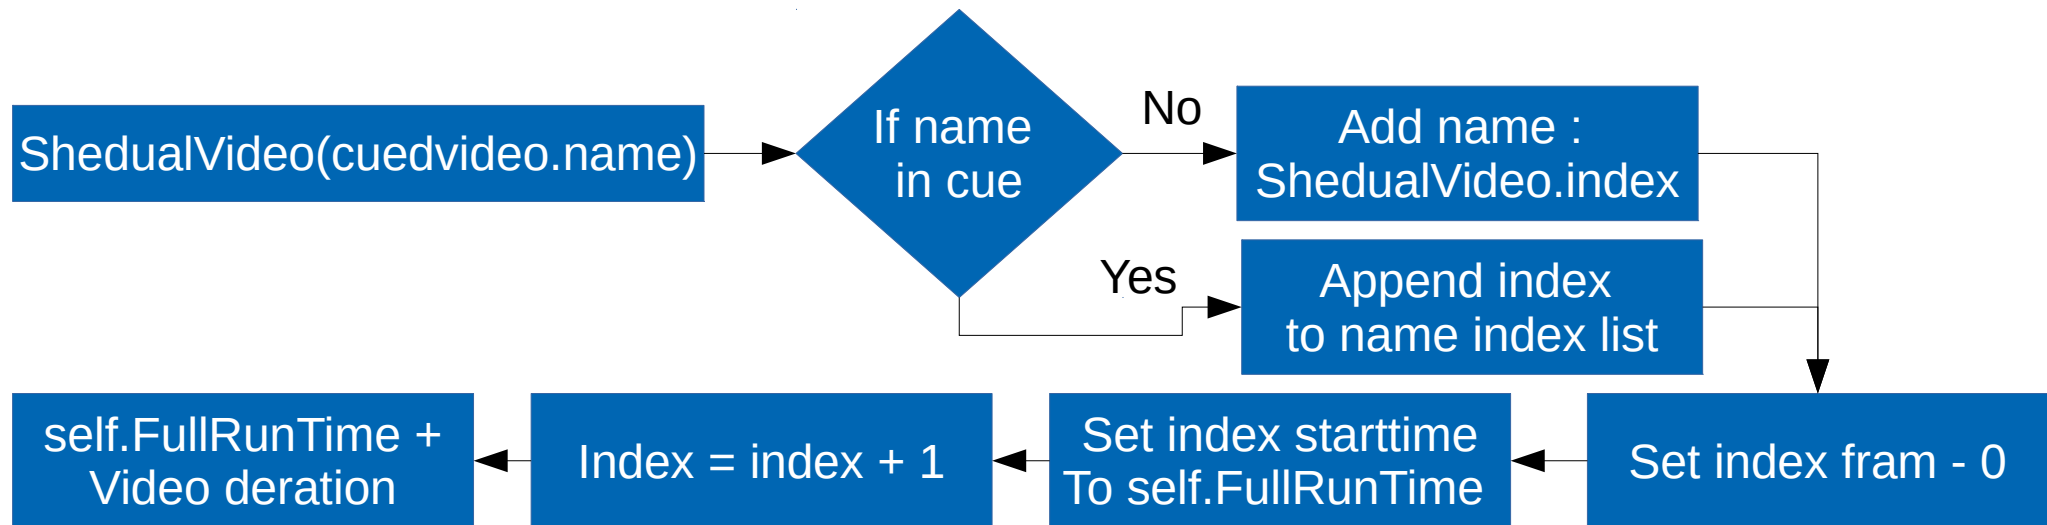 ShedualVideo(cuedvideo.name)
If name
in cue
No
Add name :
ShedualVideo.index
Yes
Append index
to name index list
Set index fram - 0
Set index starttime
To self.FullRunTime
Index = index + 1
self.FullRunTime +
Video deration